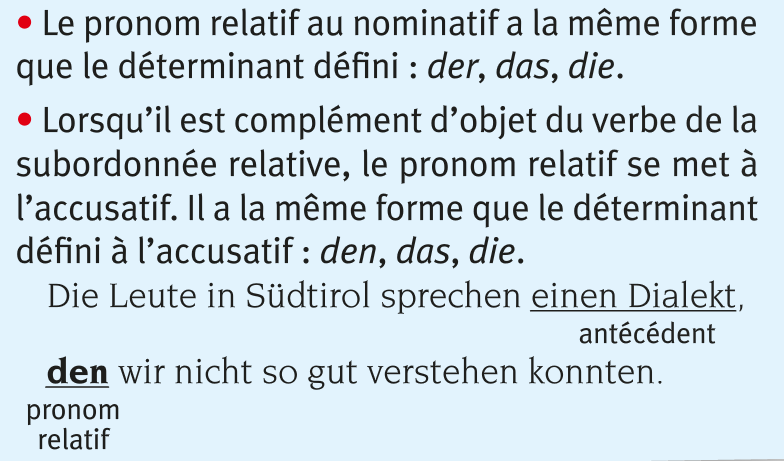 • Le pronom relatif au nominatif a la même forme
que le déterminant défini : der, das, die.
• Lorsqu'il est complément d'objet du verbe de la
subordonnée relative, le pronom relatif se met à
l'accusatif. Il a la même forme que le déterminant
défini à l'accusatif : den, das, die.
Die Leute in Südtirol sprechen einen Dialekt,
antécédent
den wir nicht so gut verstehen konnten.
pronom
relatif